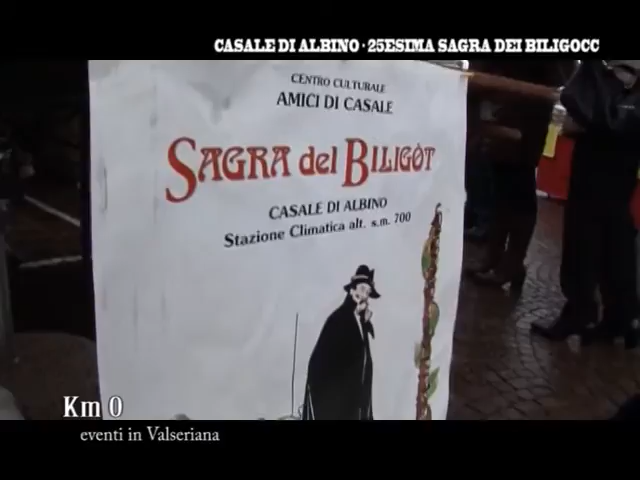 CASALE DI ALBINO · 25ESIMA SAGRA DEI BILIGOCC
CENTRO CULTURALE
AMICI DI CASALE
SAGRA del BILIGÒT
CASALE DI ALBINO
Stazione Climatica alt. s.m. 700
Km 0
eventi in Valseriana